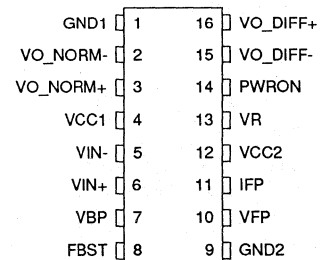 GND1 1 16 VO_DIFF+
VO_NORM- 2 15 VO_DIFF-
VO_NORM+ 3 14 PWRON
VCC1 4 13 VR
VIN- 5 12 VCC2
VIN+ 6 11 IFP
VBP 7 10 VFP
FBST 8 9 GND2